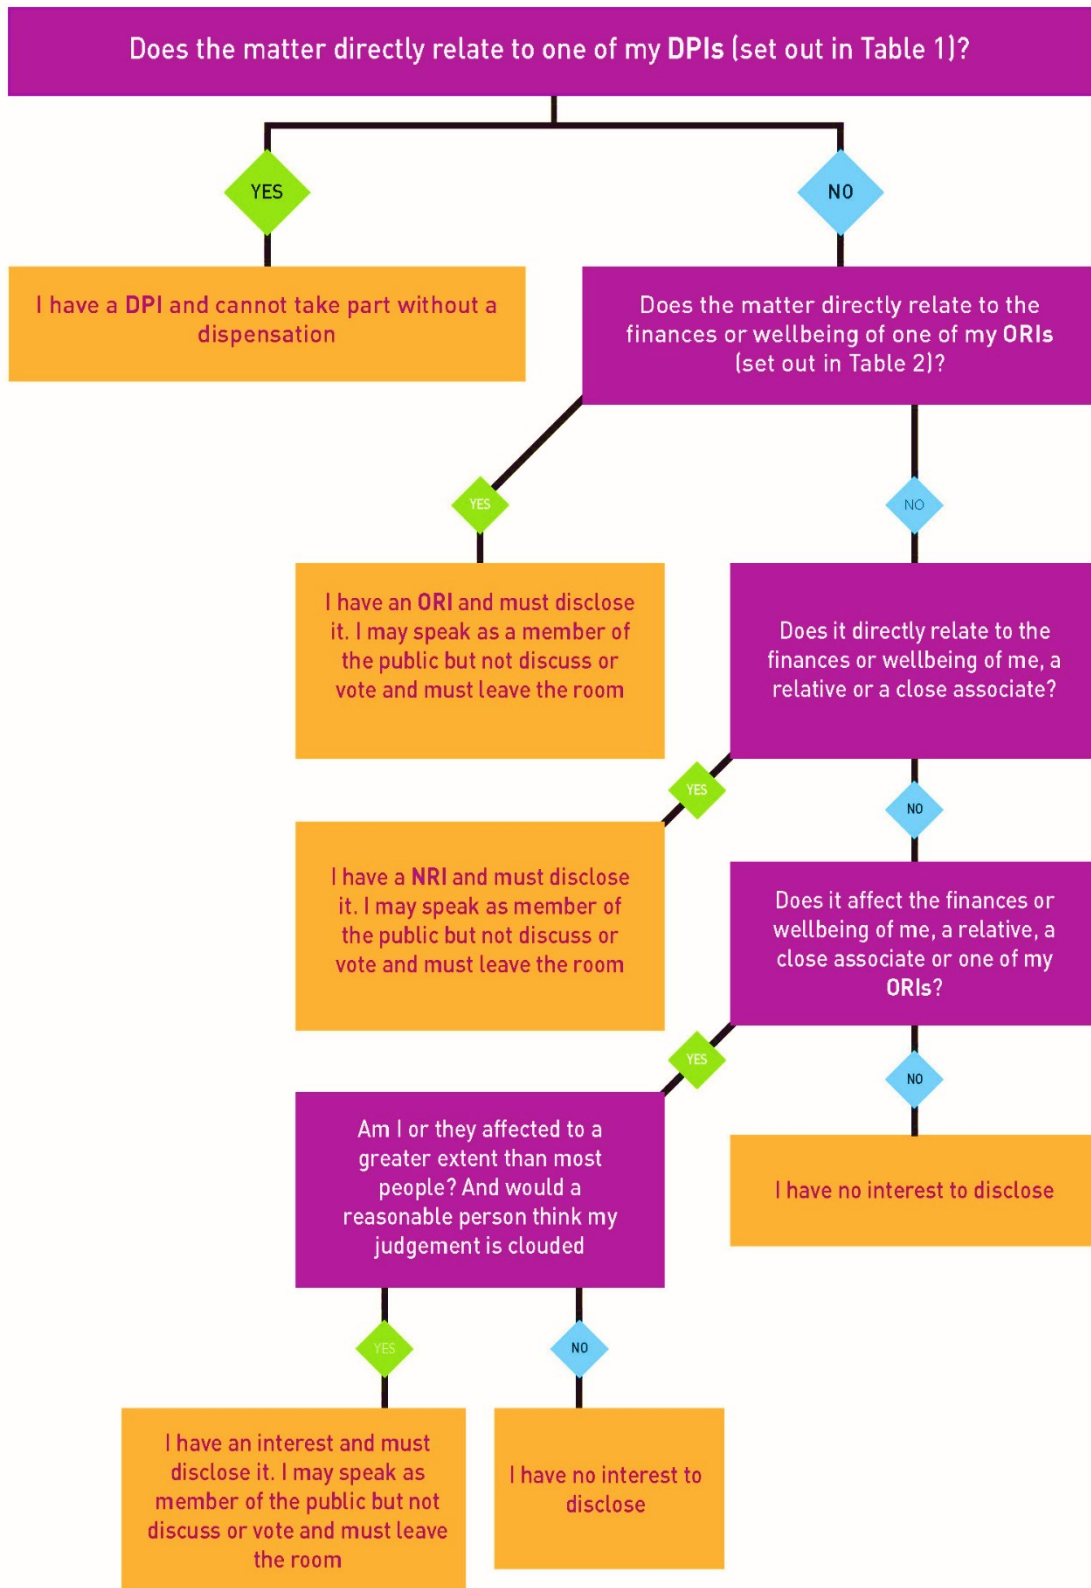 Does the matter directly relate to one of my DPIs (set out in Table 1)?
YES
NO
I have a DPI and cannot take part without a
dispensation
Does the matter directly relate to the
finances or wellbeing of one of my ORIs
(set out in Table 2)?
YES
NO
I have an ORI and must disclose
it. I may speak as a member of
the public but not discuss or
vote and must leave the room
Does it directly relate to the
finances or wellbeing of me, a
relative or a close associate?
YES
NO
I have a NRI and must disclose
it. I may speak as member of
the public but not discuss or
vote and must leave the room
Does it affect the finances or
wellbeing of me, a relative, a
close associate or one of my
ORIs?
YES
NO
Am I or they affected to a
greater extent than most
people? And would a
reasonable person think my
judgement is clouded
I have no interest to disclose
YES
NO
I have an interest and must
disclose it. I may speak as
member of the public but not
discuss or vote and must leave
the room
I have no interest to
disclose